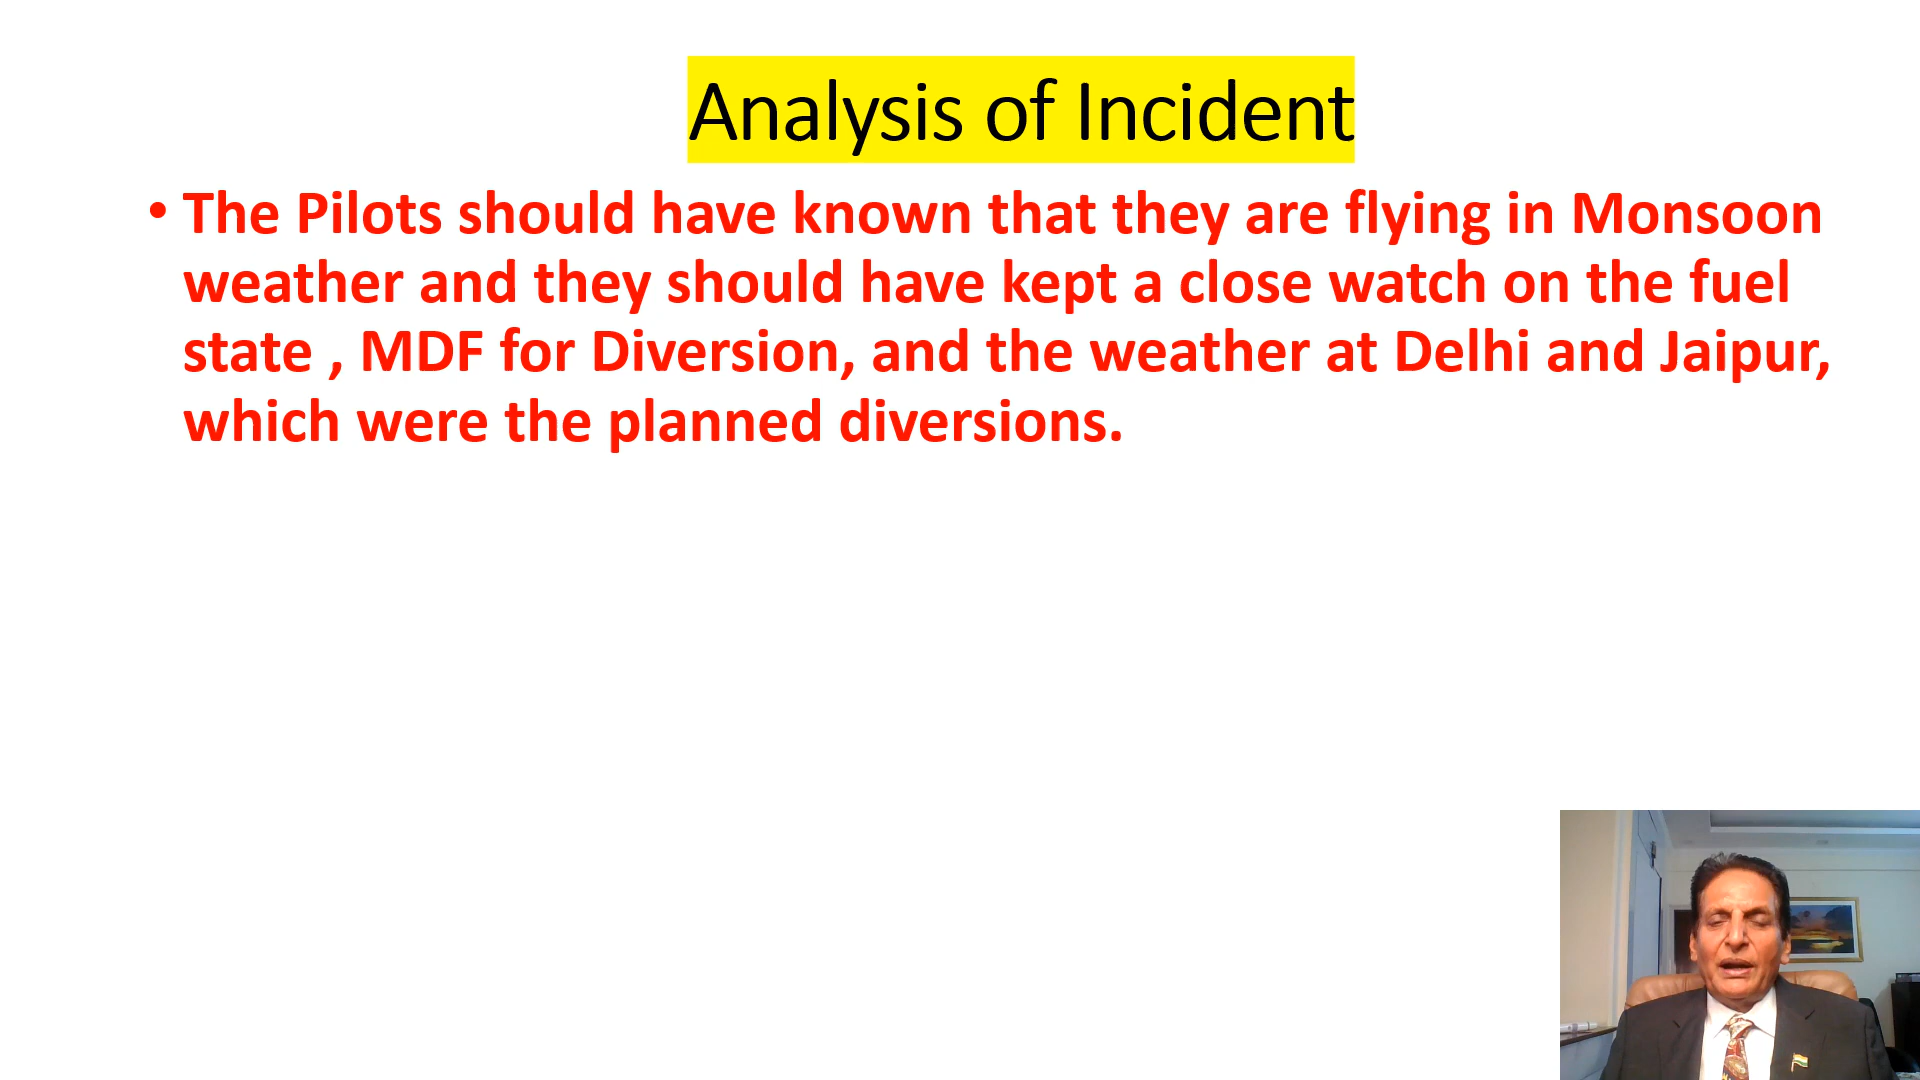 Analysis of Incident
• The Pilots should have known that they are flying in Monsoon
weather and they should have kept a close watch on the fuel
state , MDF for Diversion, and the weather at Delhi and Jaipur,
which were the planned diversions.